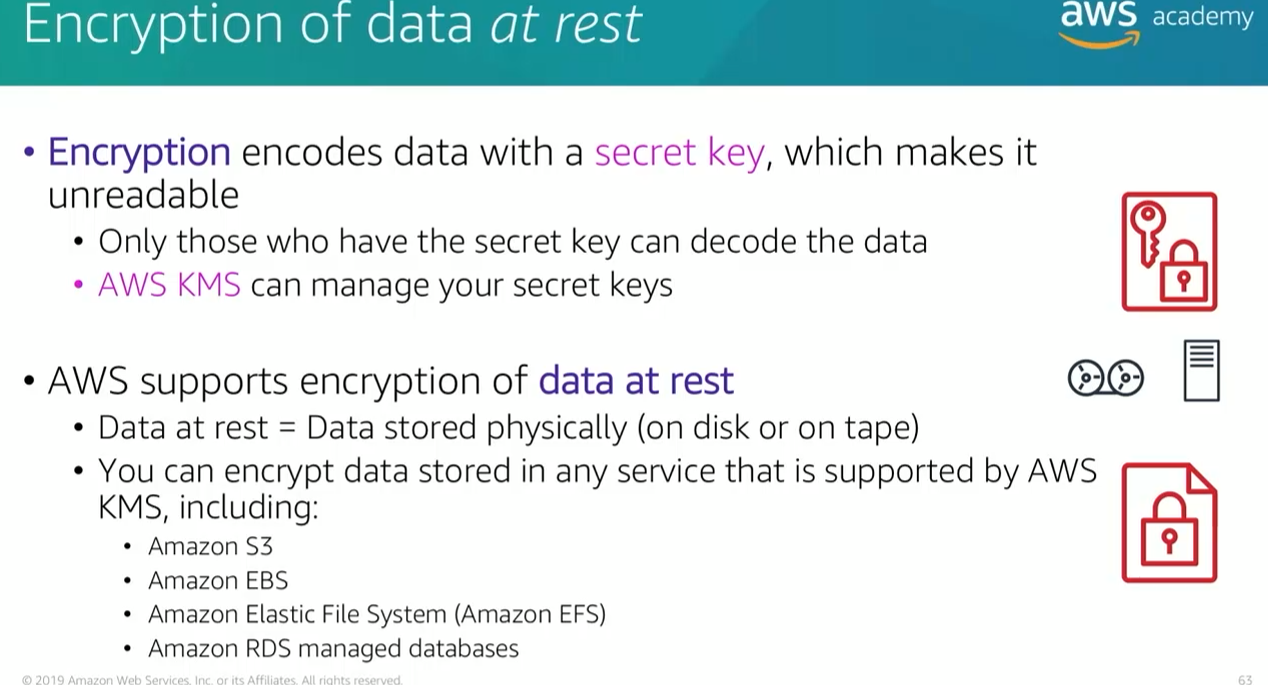 Encryption of data at rest
aws academy
• Encryption encodes data with a secret key, which makes it
unreadable
• Only those who have the secret key can decode the data
• AWS KMS can manage your secret keys
• AWS supports encryption of data at rest
• Data at rest = Data stored physically (on disk or on tape)
• You can encrypt data stored in any service that is supported by AWS
KMS, including:
• Amazon S3
• Amazon EBS
• Amazon Elastic File System (Amazon EFS)
• Amazon RDS managed databases
© 2019 Amazon Web Services, Inc. or its Affiliates. All rights reserved.
63